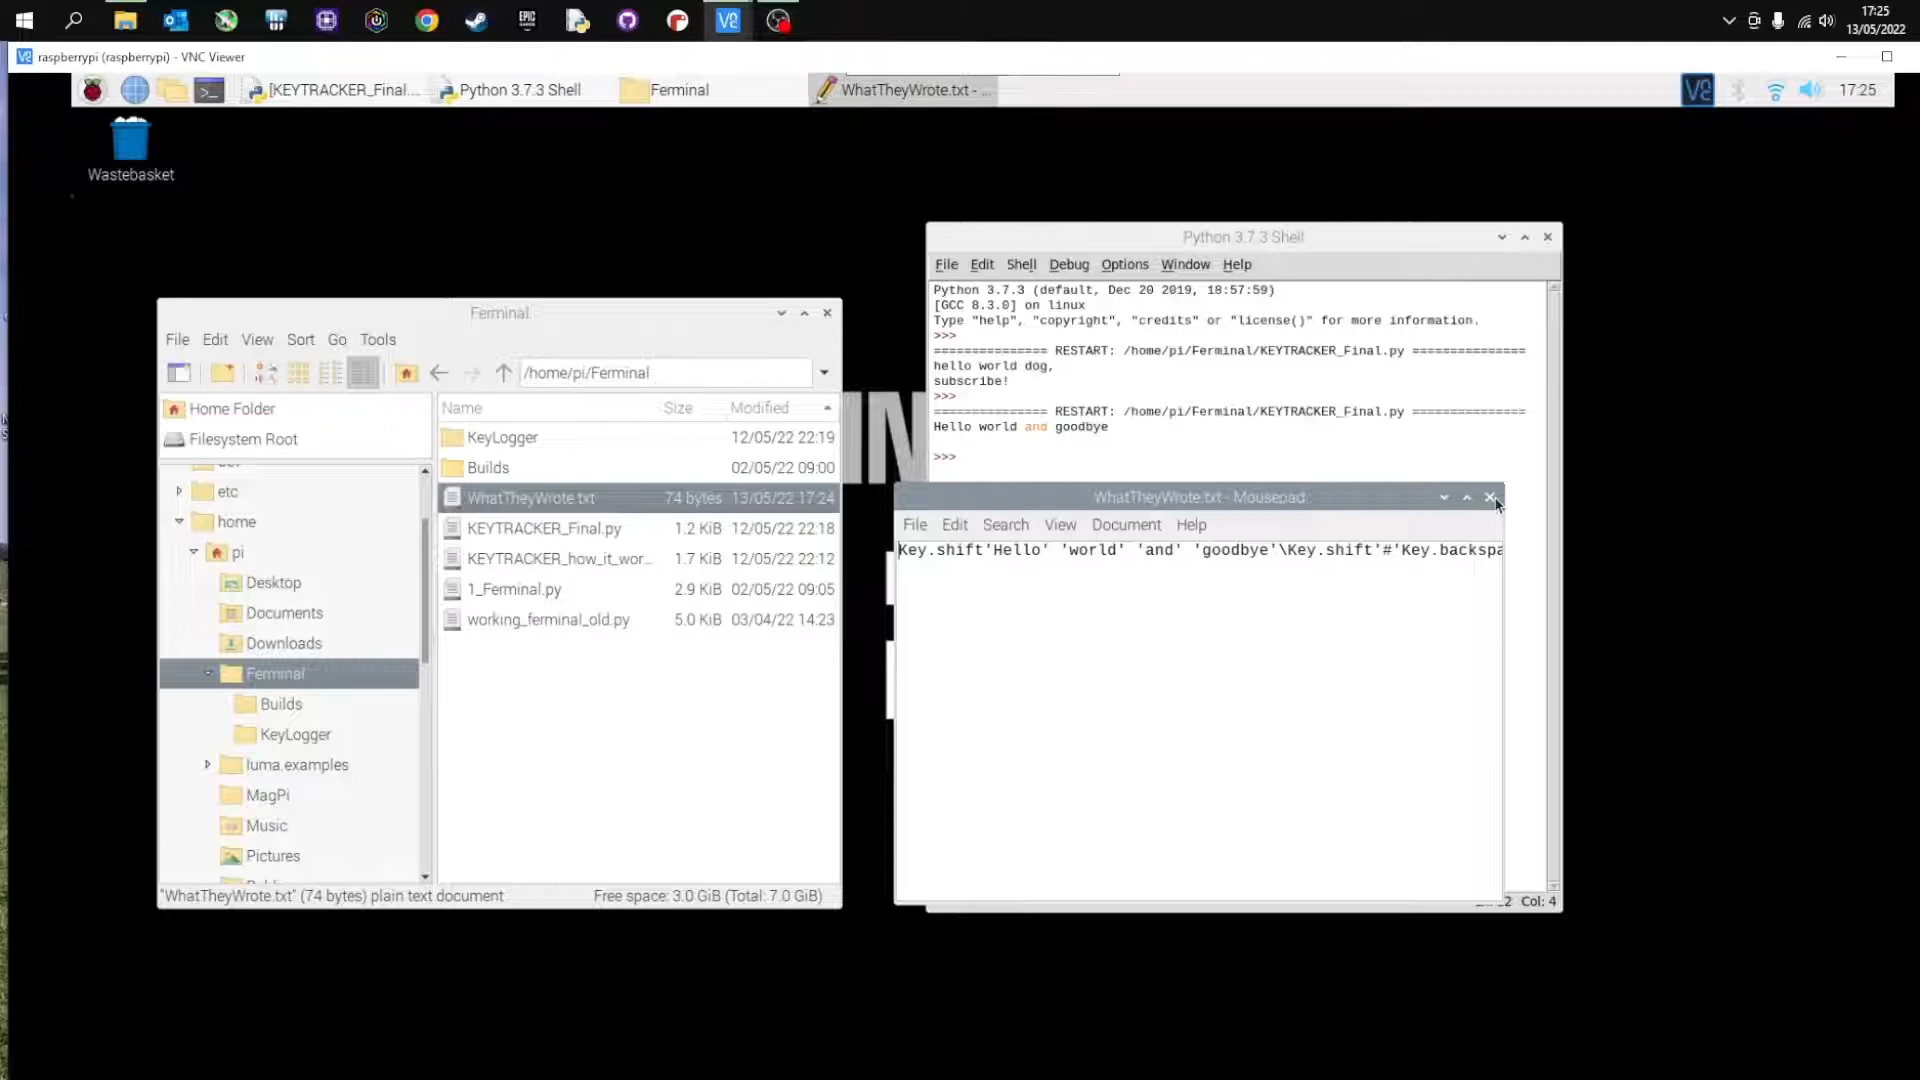 17:25
13/05/2022
raspberrypi (raspberrypi) - VNC Viewer
[KEYTRACKER_Final...
Python 3.7.3 Shell
Ferminal
WhatTheyWrote.txt - ...
17:25
Wastebasket
Python 3.7.3 Shell
File Edit Shell Debug Options Window Help
Python 3.7.3 (default, Dec 20 2019, 18:57:59)
[GCC 8.3.0] on linux
Type "help", "copyright", "credits" or "license()" for more information.
>>>
=============== RESTART: /home/pi/Ferminal/KEYTRACKER_Final.py ===============
hello world dog,
subscribe!
>>>
=============== RESTART: /home/pi/Ferminal/KEYTRACKER_Final.py ===============
Hello world and goodbye
>>>
Col: 4
Ferminal
File Edit View Sort Go Tools
/home/pi/Ferminal
Home Folder
Filesystem Root
etc
home
pi
Desktop
Documents
Downloads
Ferminal
Builds
KeyLogger
luma.examples
MagPi
Music
Pictures
Name Size Modified
KeyLogger 12/05/22 22:19
Builds 02/05/22 09:00
WhatTheyWrote.txt 74 bytes 13/05/22 17:24
KEYTRACKER_Final.py 1.2 KiB 12/05/22 22:18
KEYTRACKER_how_it_wor... 1.7 KiB 12/05/22 22:12
1_Ferminal.py 2.9 KiB 02/05/22 09:05
working_ferminal_old.py 5.0 KiB 03/04/22 14:23
"WhatTheyWrote.txt" (74 bytes) plain text document
Free space: 3.0 GiB (Total: 7.0 GiB)
WhatTheyWrote.txt - Mousepad
File Edit Search View Document Help
Key.shift'Hello' 'world' 'and' 'goodbye'\Key.shift'#'Key.backspa